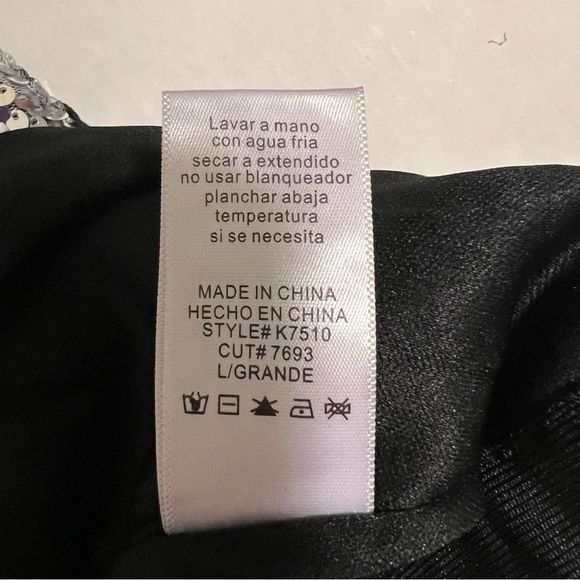 Lavar a mano
con agua fria
secar a extendido
no usar blanqueador
planchar abaja
temperatura
si se necesita
MADE IN CHINA
HECHO EN CHINA
STYLE# K7510
CUT# 7693
L/GRANDE